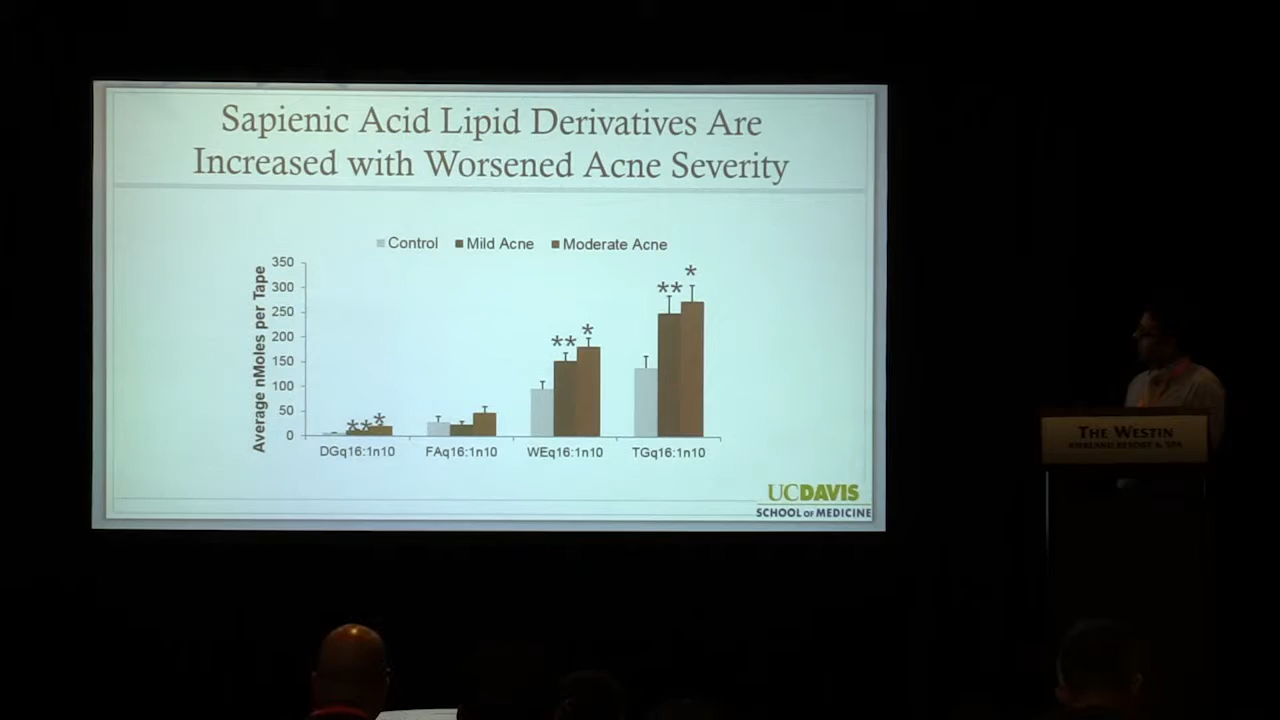 Sapienic Acid Lipid Derivatives Are
Increased with Worsened Acne Severity
Control Mild Acne Moderate Acne
Average nMoles per Tape
350
300
250
200
150
100
50
0
** *
** *
** *
DGq16:1n10 FAq16:1n10 WEq16:1n10 TGq16:1n10
UCDAVIS
SCHOOL OF MEDICINE
THE WESTIN
RESORT & SPA